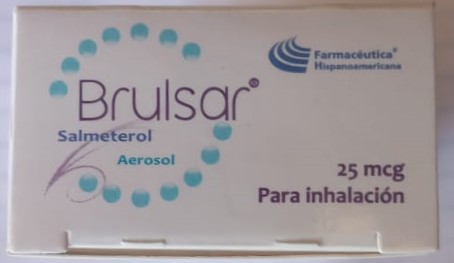 Farmacéutica®
Hispanoamericana
Brulsar®
Salmeterol
Aerosol
25 mcg
Para inhalación